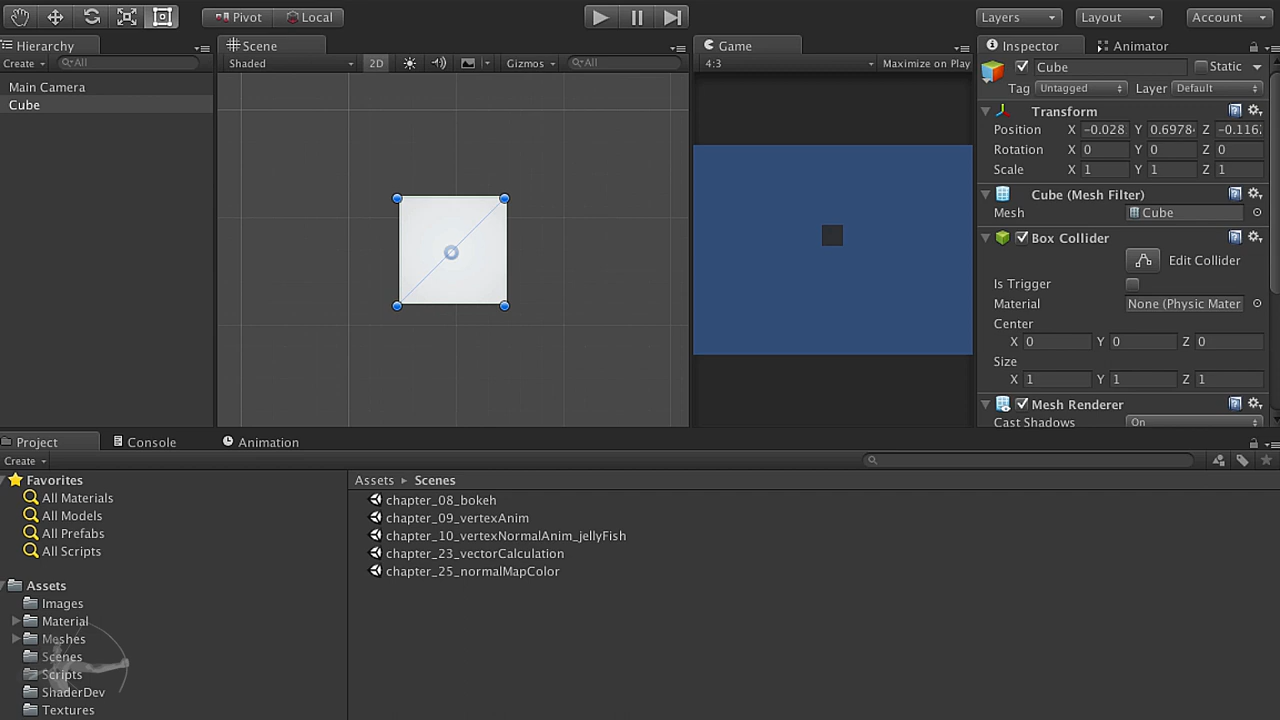 Pivot Local Layers Layout Account
Hierarchy
Create All
Main Camera
Cube
Scene
Shaded 2D Gizmos All
Game
4:3 Maximize on Play
Inspector Animator
Cube Static
Tag Untagged Layer Default
Transform
Position X -0.028 Y 0.6978 Z -0.116
Rotation X 0 Y 0 Z 0
Scale X 1 Y 1 Z 1
Cube (Mesh Filter)
Mesh Cube
Box Collider
Edit Collider
Is Trigger
Material None (Physic Mater
Center
X 0 Y 0 Z 0
Size
X 1 Y 1 Z 1
Mesh Renderer
Cast Shadows On
Project Console Animation
Create
Favorites
All Materials
All Models
All Prefabs
All Scripts
Assets
Images
Material
Meshes
Scenes
Scripts
ShaderDev
Textures
Assets ▸ Scenes
chapter_08_bokeh
chapter_09_vertexAnim
chapter_10_vertexNormalAnim_jellyFish
chapter_23_vectorCalculation
chapter_25_normalMapColor